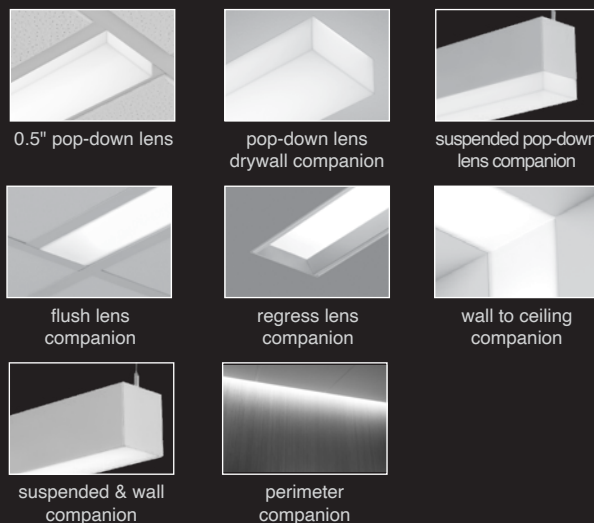 0.5" pop-down lens
pop-down lens
drywall companion
suspended pop-down
lens companion
flush lens
companion
regress lens
companion
wall to ceiling
companion
suspended & wall
companion
perimeter
companion